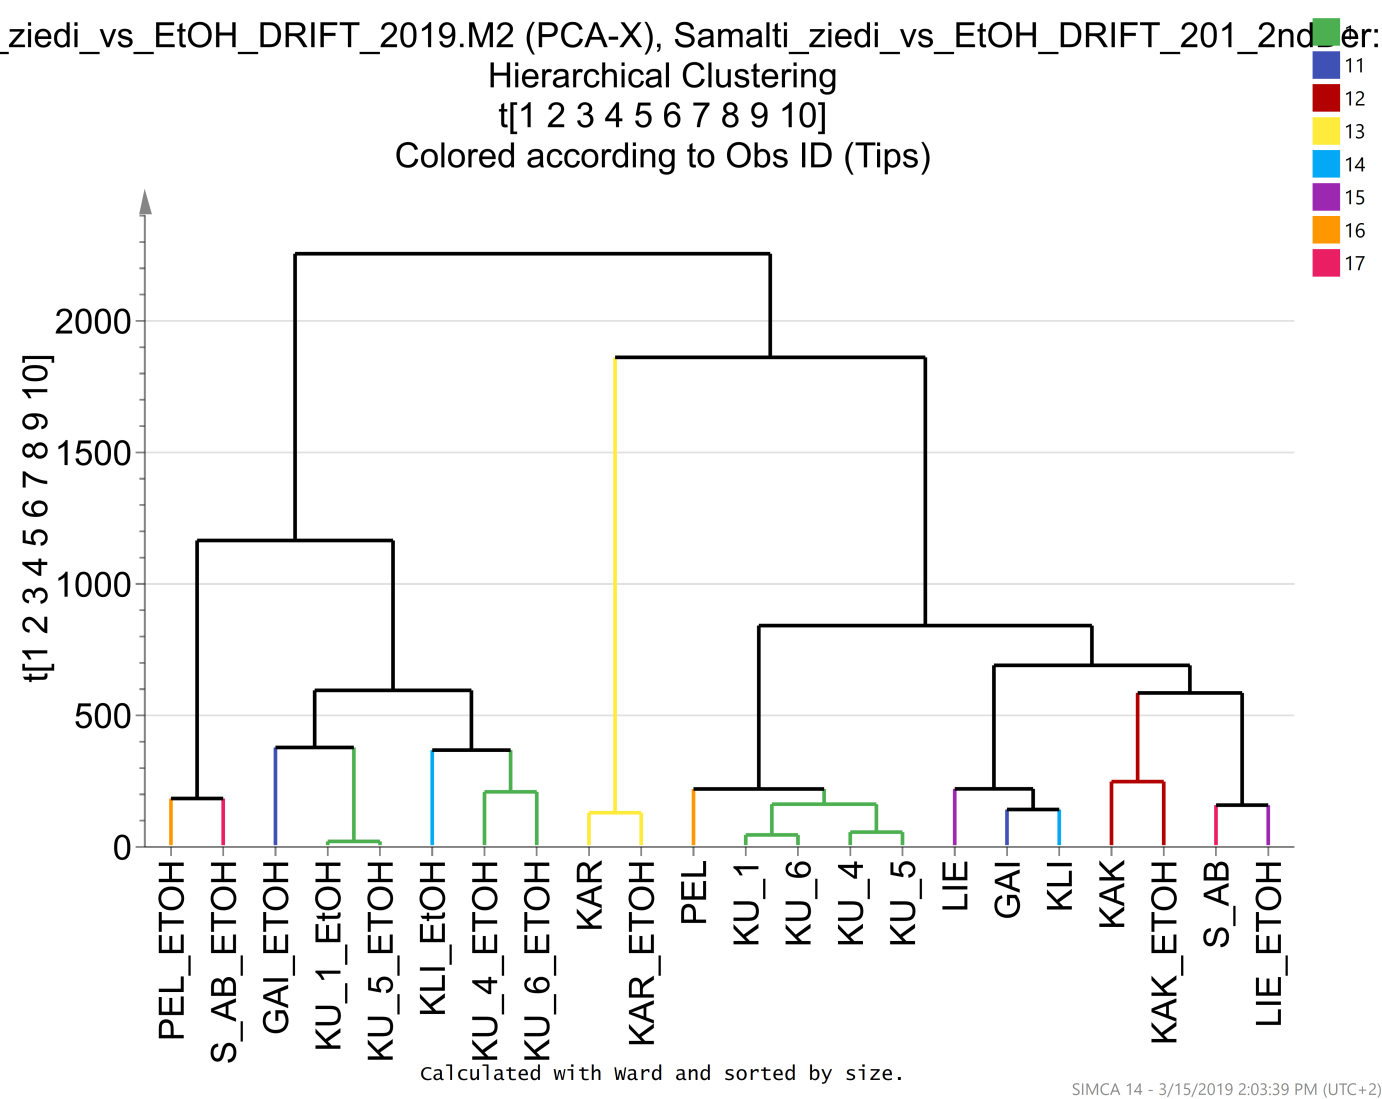 _ziedi_vs_EtOH_DRIFT_2019.M2 (PCA-X), Samalti_ziedi_vs_EtOH_DRIFT_201_2ndDer:
Hierarchical Clustering
t[1 2 3 4 5 6 7 8 9 10]
Colored according to Obs ID (Tips)
11
12
13
14
15
16
17
t[1 2 3 4 5 6 7 8 9 10]
2000
1500
1000
500
0
PEL_ETOH
S_AB_ETOH
GAI_ETOH
KU_1_EtOH
KU_5_ETOH
KLI_EtOH
KU_4_ETOH
KU_6_ETOH
KAR
KAR_ETOH
PEL
KU_1
KU_6
KU_4
KU_5
LIE
GAI
KLI
KAK
KAK_ETOH
S_AB
LIE_ETOH
Calculated with Ward and sorted by size.
SIMCA 14 - 3/15/2019 2:03:39 PM (UTC+2)